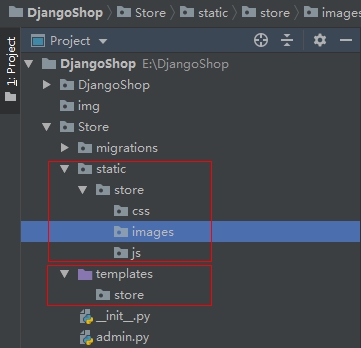 DjangoShop Store static store images
1: Project
Project
DjangoShop E:\DjangoShop
DjangoShop
img
Store
migrations
static
store
css
images
js
templates
store
__init__.py
admin.py